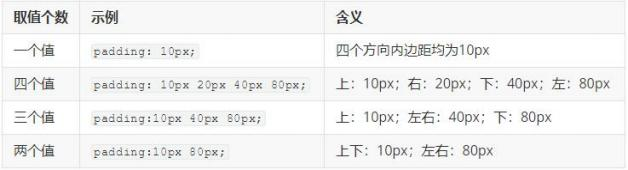 取值个数 示例 含义
一个值 padding: 10px; 四个方向内边距均为10px
四个值 padding: 10px 20px 40px 80px; 上：10px；右：20px；下：40px；左：80px
三个值 padding:10px 40px 80px; 上：10px；左右：40px；下：80px
两个值 padding:10px 80px; 上下：10px；左右：80px